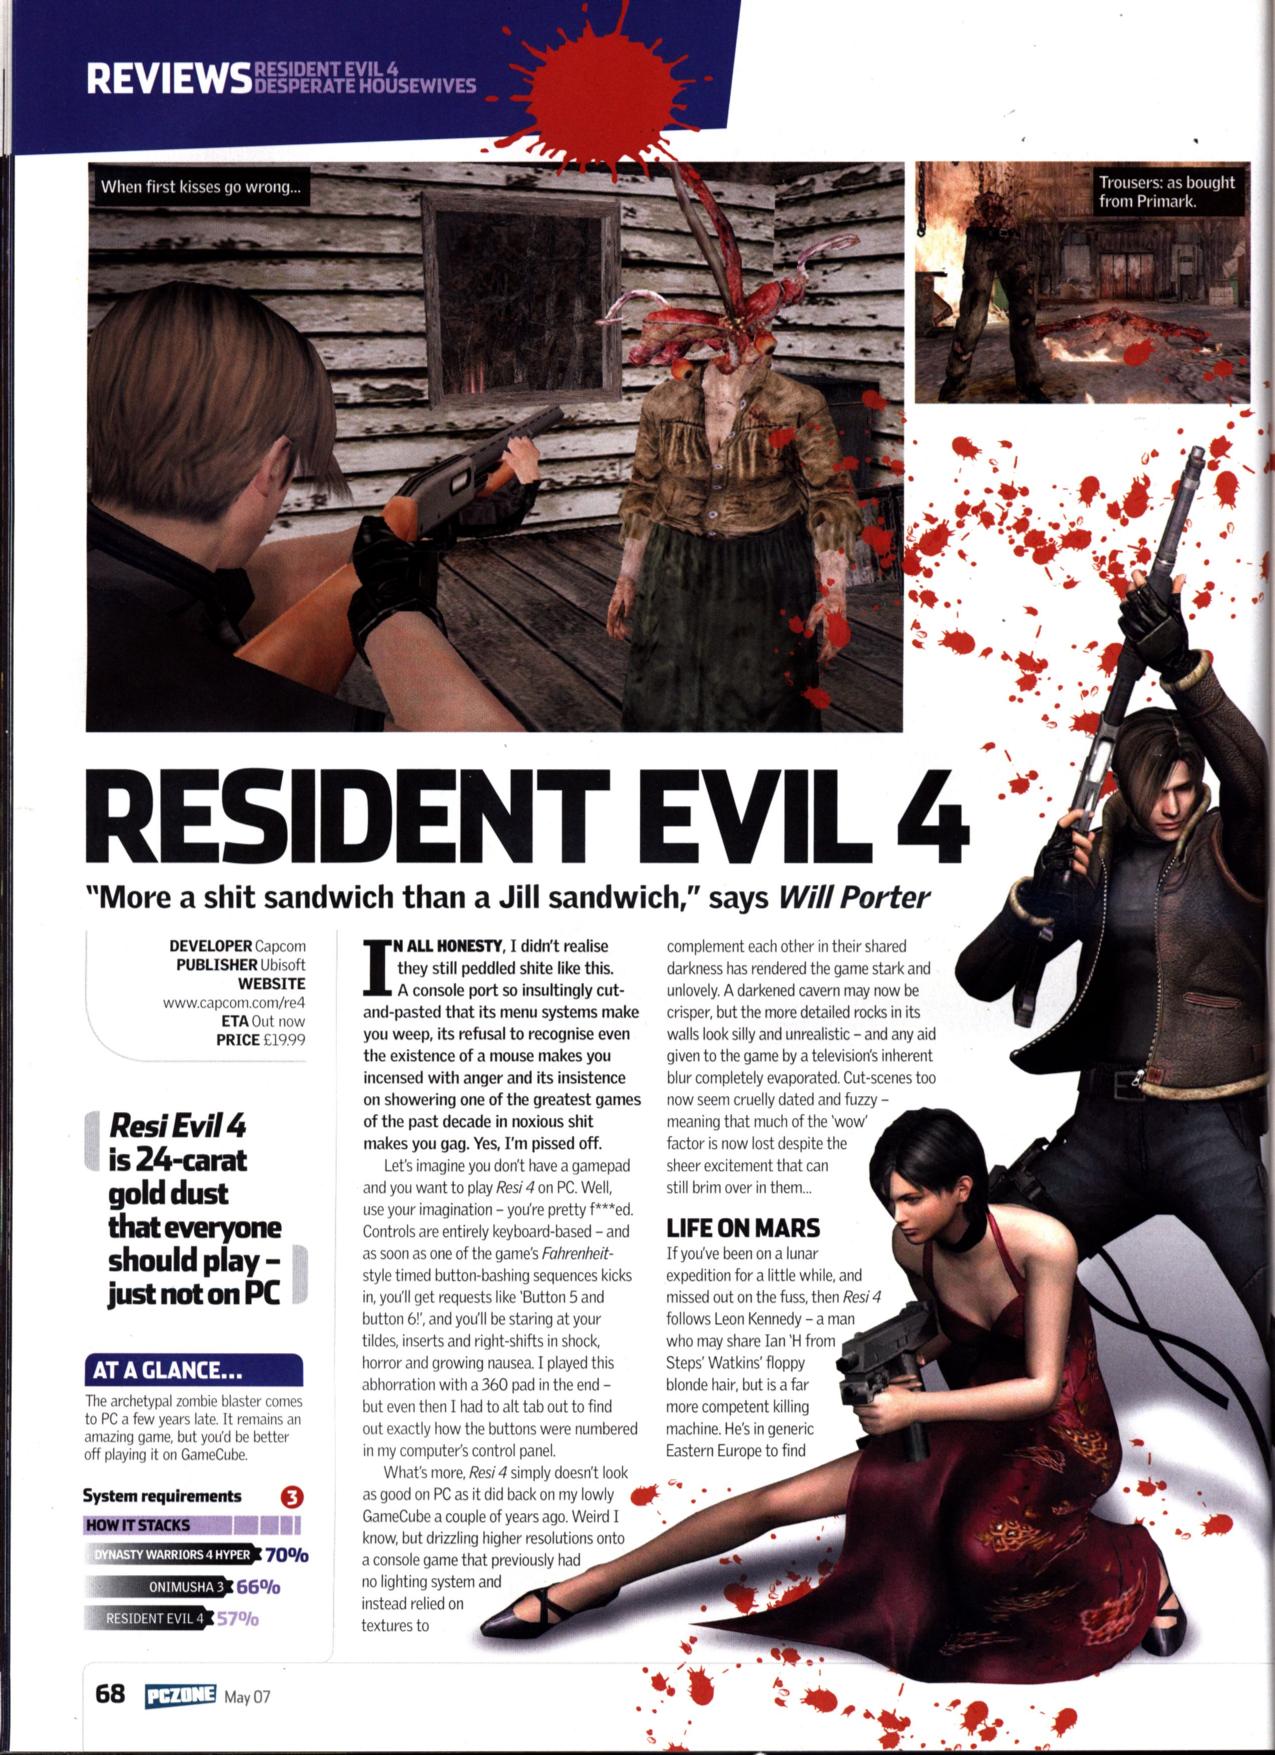 REVIEWS RESIDENT EVIL 4
DESPERATE HOUSEWIVES
When first kisses go wrong...
Trousers: as bought
from Primark.
RESIDENT EVIL 4
“More a shit sandwich than a Jill sandwich,” says Will Porter
DEVELOPER Capcom
PUBLISHER Ubisoft
WEBSITE
www.capcom.com/re4
ETA Out now
PRICE £19.99
Resi Evil 4
is 24-carat
gold dust
that everyone
should play –
just not on PC
AT A GLANCE...
The archetypal zombie blaster comes
to PC a few years late. It remains an
amazing game, but you'd be better
off playing it on GameCube.
System requirements 3
HOW IT STACKS
DYNASTY WARRIORS 4 HYPER 70%
ONIMUSHA 3 66%
RESIDENT EVIL 4 57%
IN ALL HONESTY, I didn't realise
they still peddled shite like this.
A console port so insultingly cut-
and-pasted that its menu systems make
you weep, its refusal to recognise even
the existence of a mouse makes you
incensed with anger and its insistence
on showering one of the greatest games
of the past decade in noxious shit
makes you gag. Yes, I'm pissed off.
Let's imagine you don't have a gamepad
and you want to play Resi 4 on PC. Well,
use your imagination – you're pretty f***ed.
Controls are entirely keyboard-based – and
as soon as one of the game's Fahrenheit-
style timed button-bashing sequences kicks
in, you'll get requests like 'Button 5 and
button 6!', and you'll be staring at your
tildes, inserts and right-shifts in shock,
horror and growing nausea. I played this
abhorration with a 360 pad in the end –
but even then I had to alt tab out to find
out exactly how the buttons were numbered
in my computer's control panel.
What's more, Resi 4 simply doesn't look
as good on PC as it did back on my lowly
GameCube a couple of years ago. Weird I
know, but drizzling higher resolutions onto
a console game that previously had
no lighting system and
instead relied on
textures to
complement each other in their shared
darkness has rendered the game stark and
unlovely. A darkened cavern may now be
crisper, but the more detailed rocks in its
walls look silly and unrealistic – and any aid
given to the game by a television's inherent
blur completely evaporated. Cut-scenes too
now seem cruelly dated and fuzzy –
meaning that much of the 'wow'
factor is now lost despite the
sheer excitement that can
still brim over in them...
LIFE ON MARS
If you've been on a lunar
expedition for a little while, and
missed out on the fuss, then Resi 4
follows Leon Kennedy – a man
who may share Ian 'H from
Steps' Watkins' floppy
blonde hair, but is a far
more competent killing
machine. He's in generic
Eastern Europe to find
68 PCZONE May 07